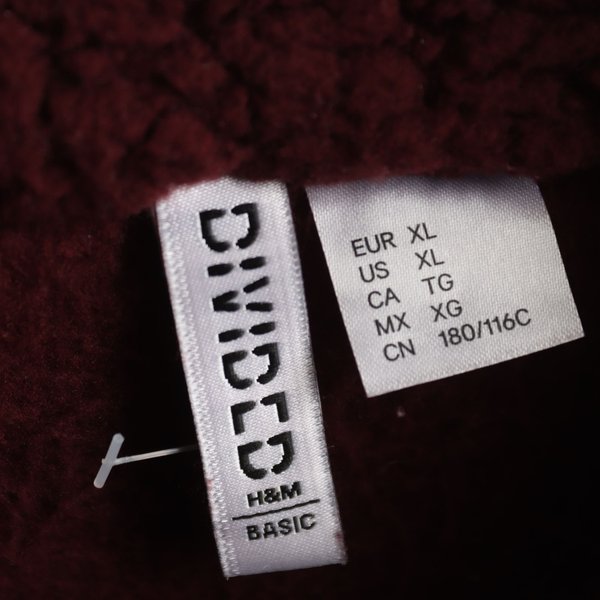 DIVIDED
H&M
BASIC
EUR XL
US XL
CA TG
MX XG
CN 180/116C